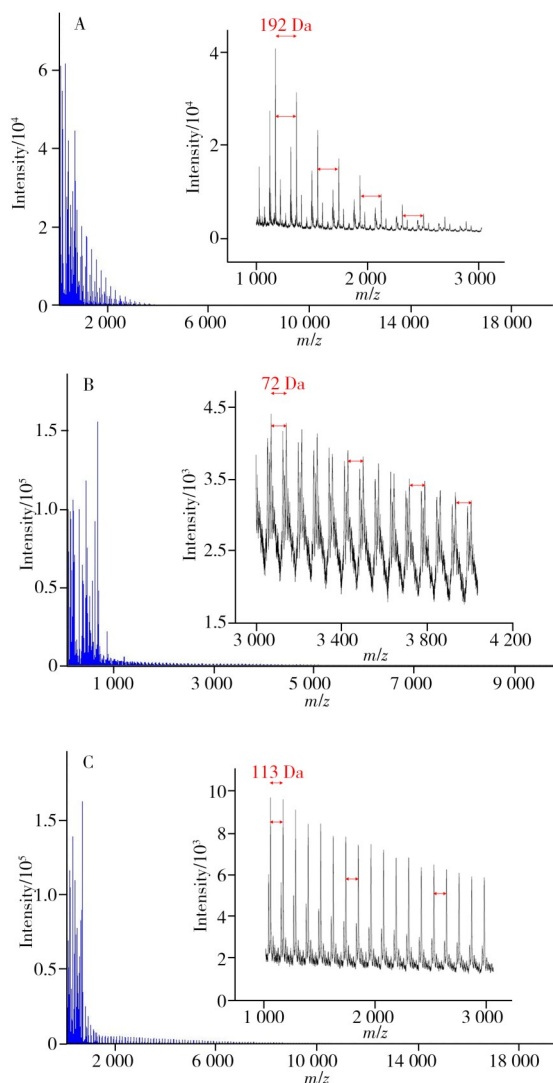 A
192 Da
Intensity/10⁴
6
4
2
0
2 000 6 000 10 000 14 000 18 000
m/z
Intensity/10⁴
4
2
0
1 000 2 000 3 000
m/z
B
72 Da
Intensity/10⁵
1.5
1.0
0.5
0
1 000 3 000 5 000 7 000 9 000
m/z
Intensity/10³
4.5
3.5
2.5
1.5
3 000 3 400 3 800 4 200
m/z
C
113 Da
Intensity/10⁵
1.5
1.0
0.5
0
2 000 6 000 10 000 14 000 18 000
m/z
Intensity/10³
10
8
6
4
2
0
1 000 2 000 3 000
m/z